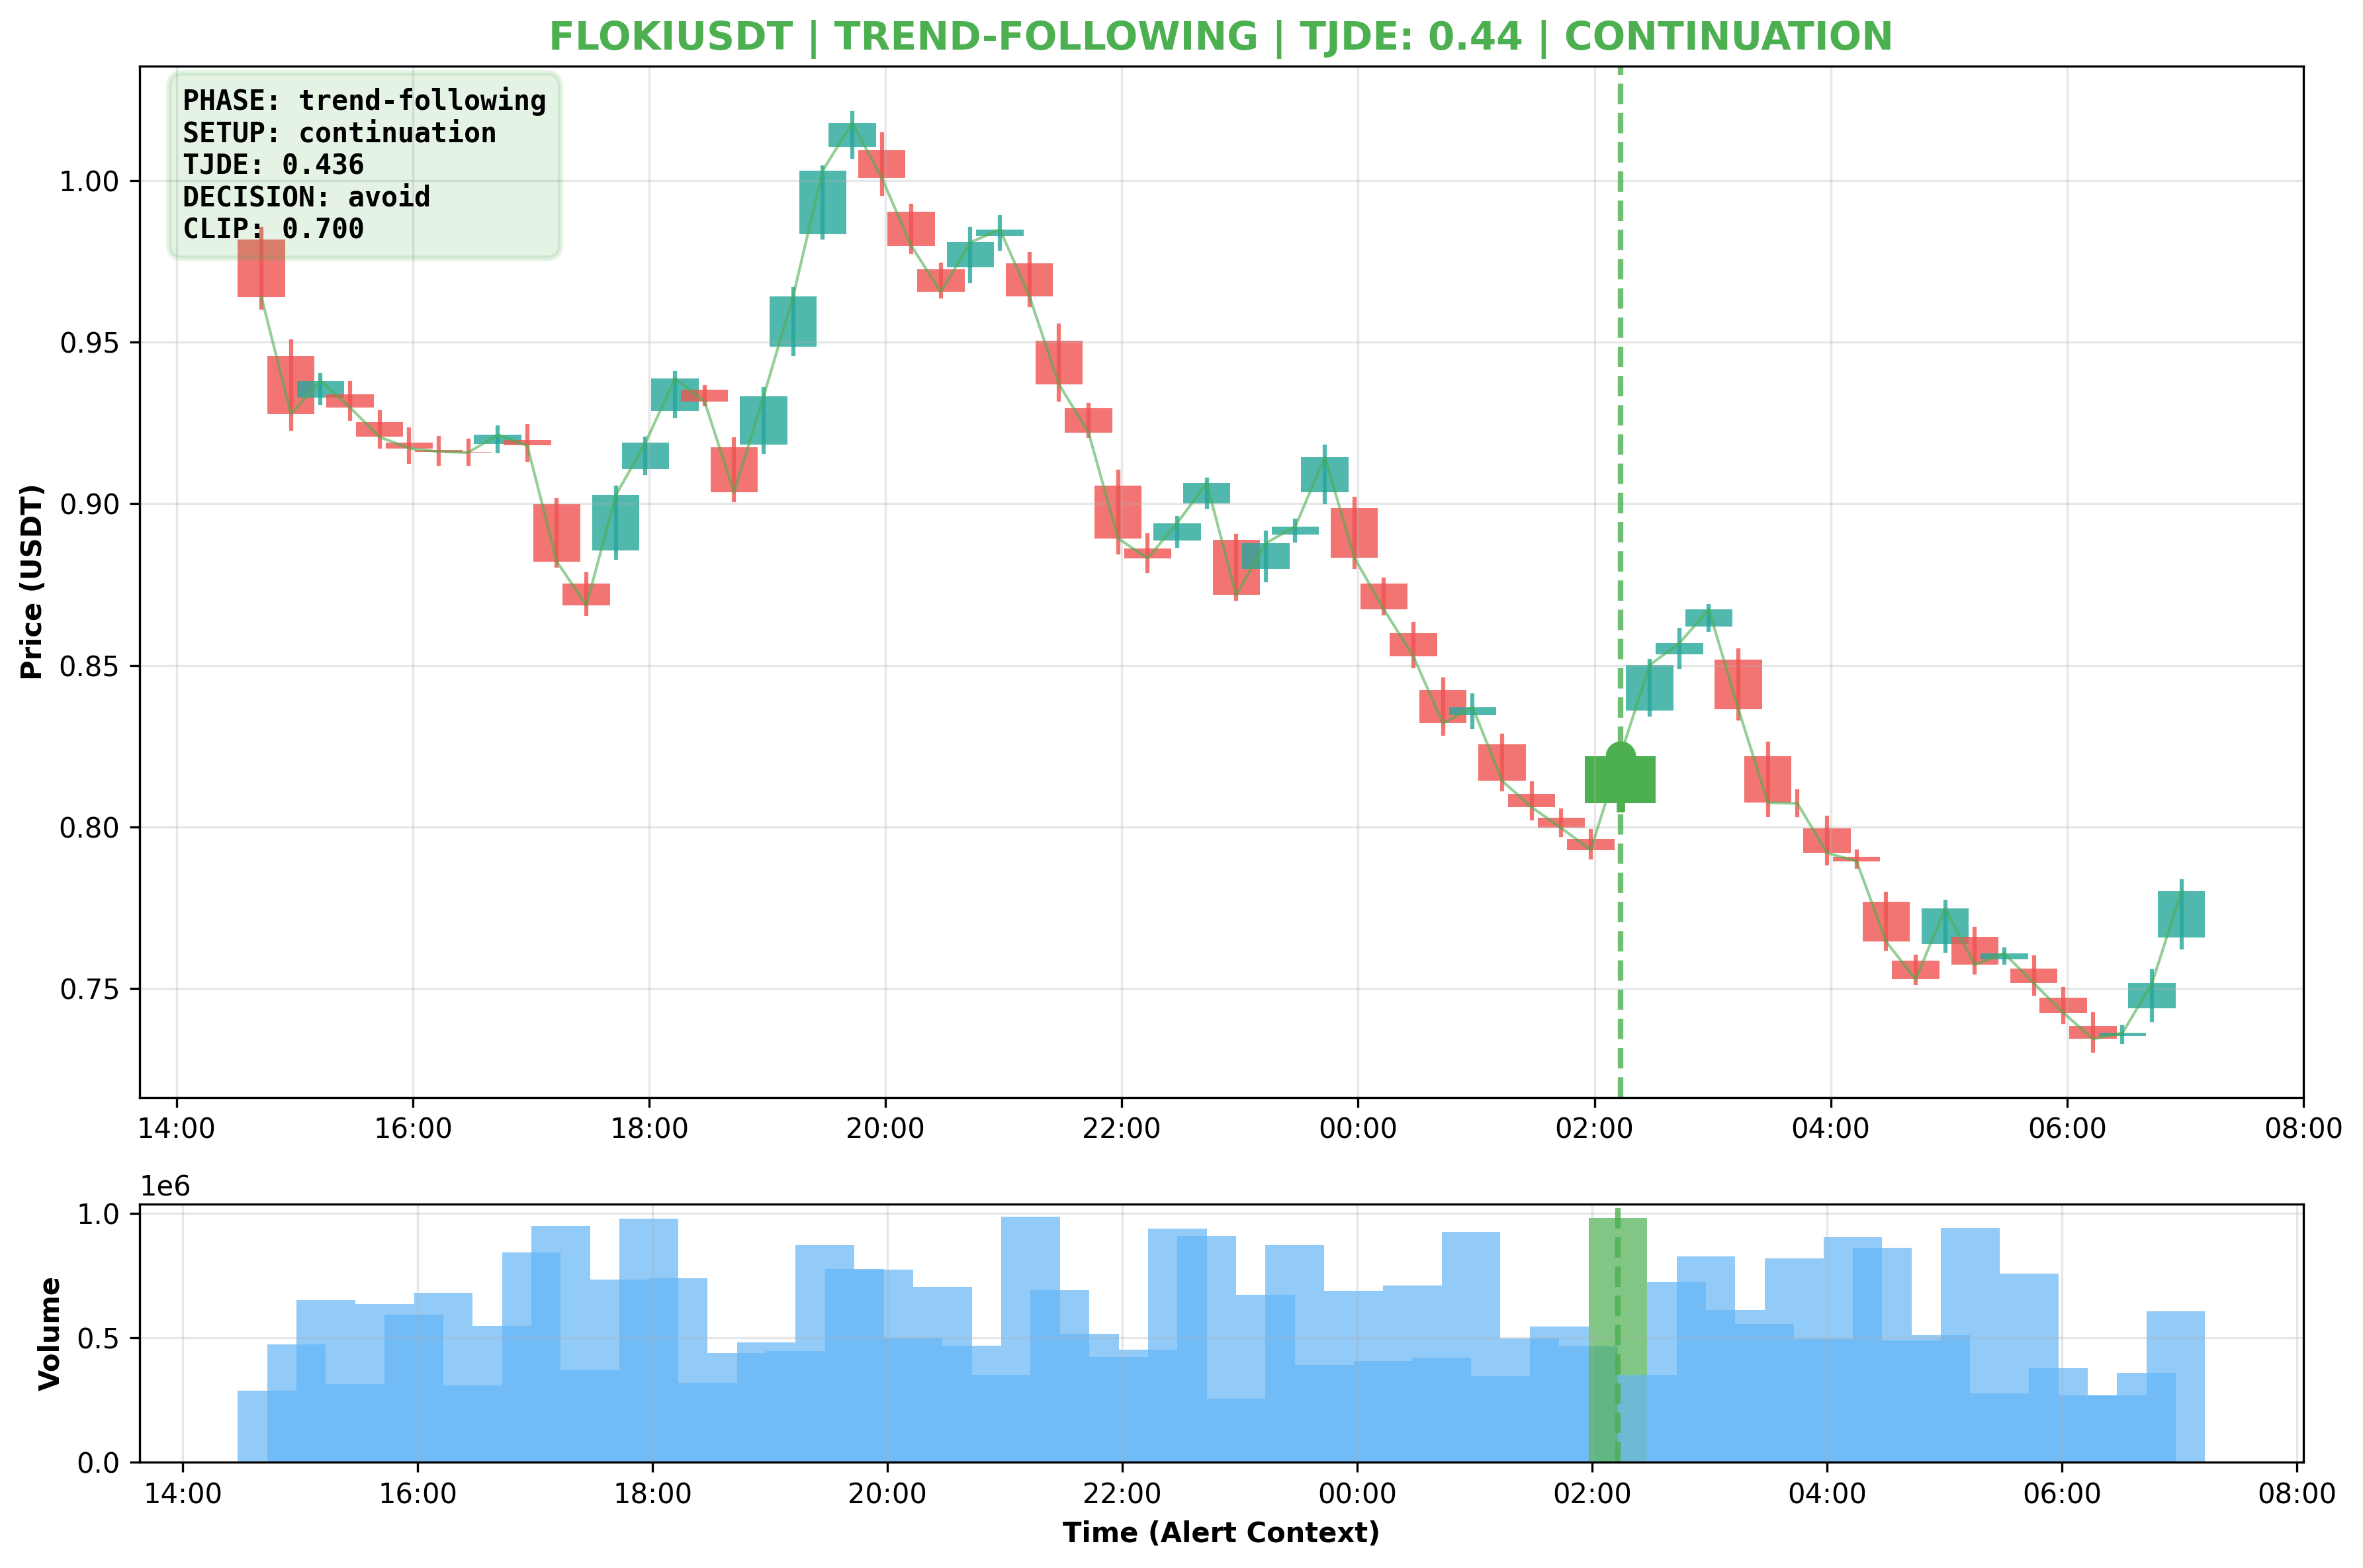 FLOKIUSDT | TREND-FOLLOWING | TJDE: 0.44 | CONTINUATION
PHASE: trend-following
SETUP: continuation
TJDE: 0.436
DECISION: avoid
CLIP: 0.700
Price (USDT)
1.00
0.95
0.90
0.85
0.80
0.75
14:00 16:00 18:00 20:00 22:00 00:00 02:00 04:00 06:00 08:00
1e6
Volume
1.0
0.5
0.0
14:00 16:00 18:00 20:00 22:00 00:00 02:00 04:00 06:00 08:00
Time (Alert Context)